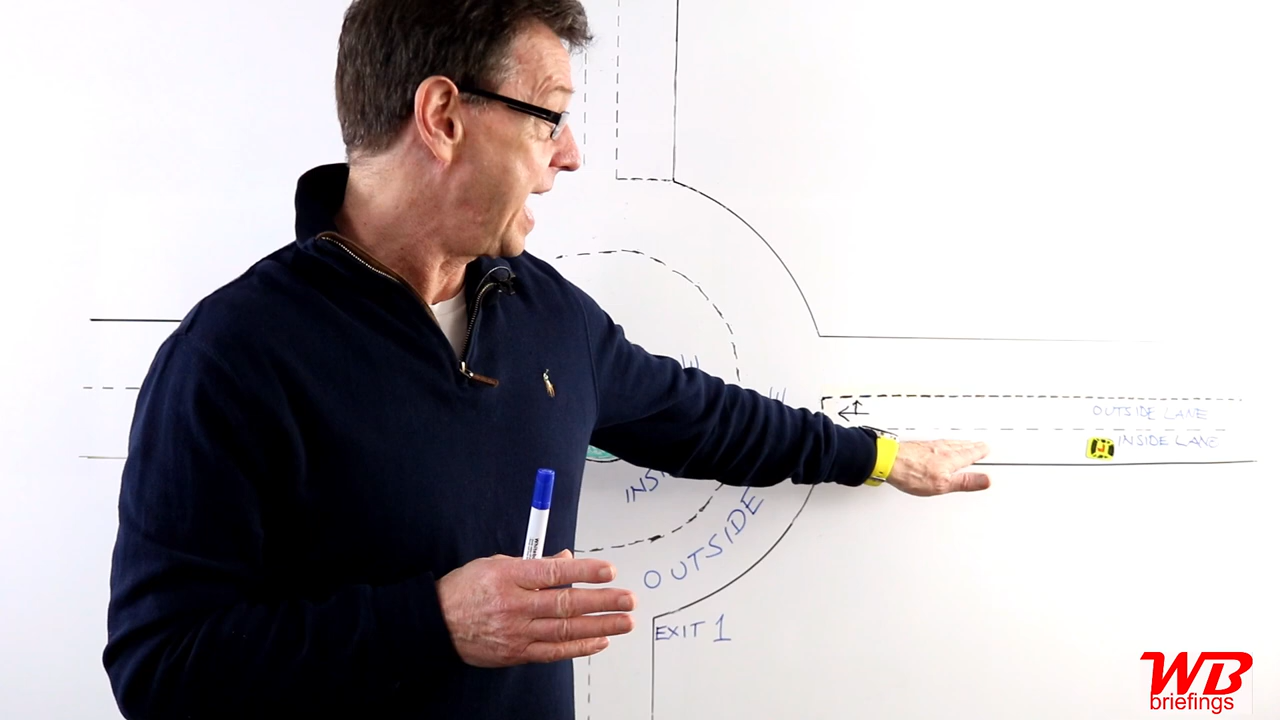 OUTSIDE LANE
INSIDE LANE
OUTSIDE
EXIT 1
WB
briefings